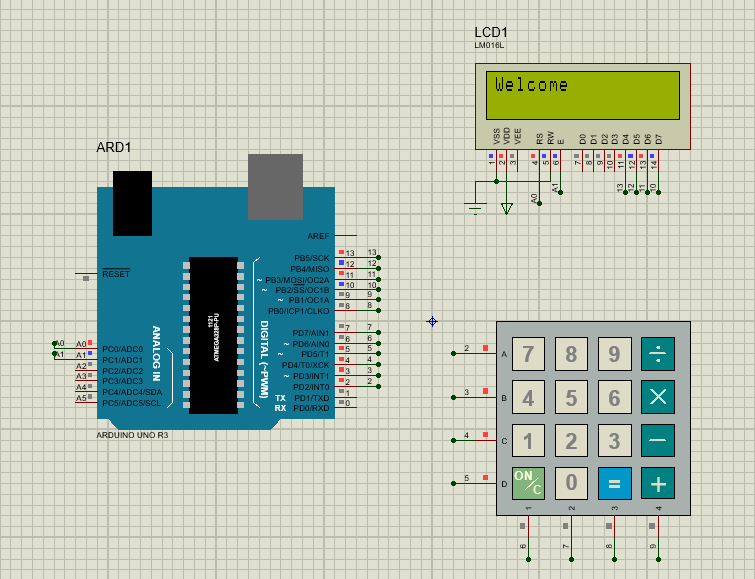 LCD1
LM016L
Welcome
VSS VDD VEE RS RW E D0 D1 D2 D3 D4 D5 D6 D7
1 2 3 4 5 6 7 8 9 10 11 12 13 14
A0 A1 13 12 11 10
ARD1
AREF
RESET
PB5/SCK 13 13
PB4/MISO 12 12
~ PB3/MOSI/OC2A 11 11
~ PB2/SS/OC1B 10 10
~ PB1/OC1A 9 9
PB0/ICP1/CLKO 8 8
PD7/AIN1 7 7
~ PD6/AIN0 6 6
~ PD5/T1 5 5
PD4/T0/XCK 4 4
~ PD3/INT1 3 3
PD2/INT0 2 2
TX PD1/TXD 1
RX PD0/RXD 0
A0 A0 PC0/ADC0
A1 A1 PC1/ADC1
A2 PC2/ADC2
A3 PC3/ADC3
A4 PC4/ADC4/SDA
A5 PC5/ADC5/SCL
ANALOG IN
1121
ATMEGA328P-PU
DIGITAL (~PWM)
ARDUINO UNO R3
2 A 7 8 9 ÷
3 B 4 5 6 ×
4 C 1 2 3 −
5 D ON/C 0 = +
1 2 3 4
6 7 8 9